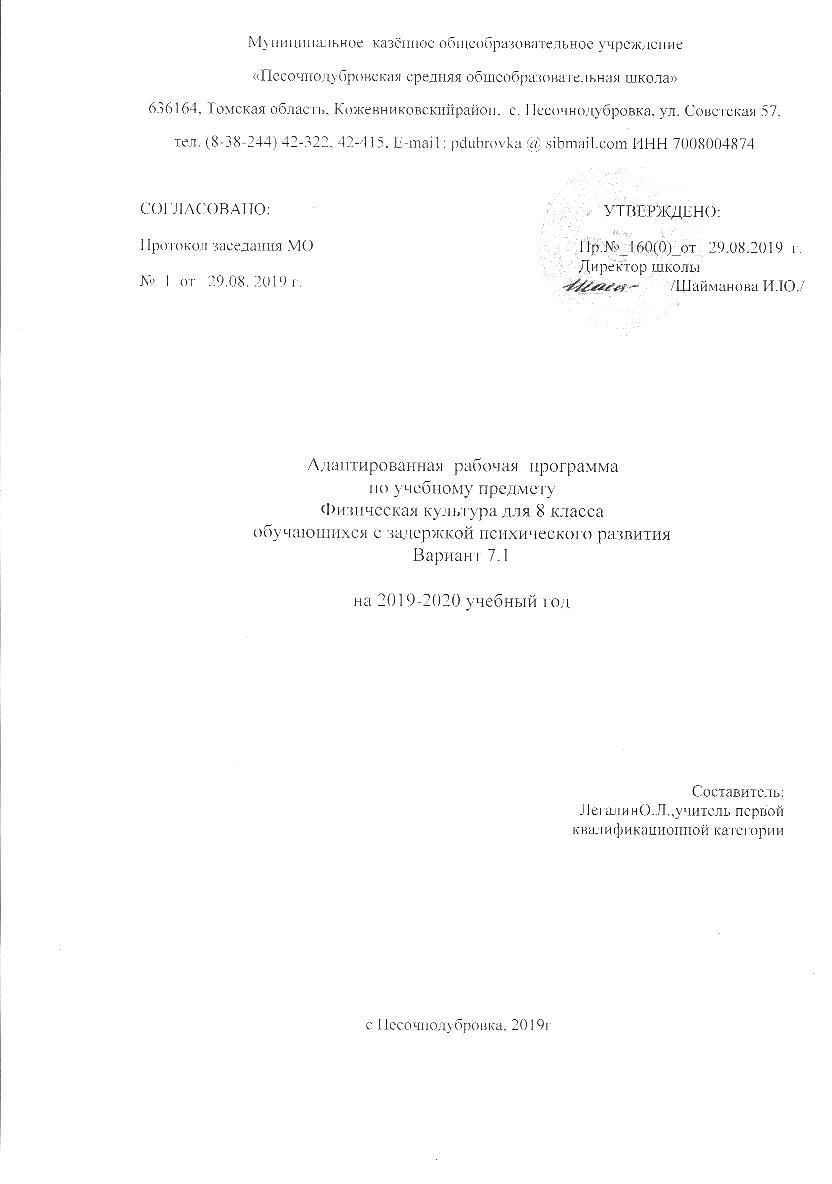 Муниципальное казённое общеобразовательное учреждение
«Песочнодубровская средняя общеобразовательная школа»
636164, Томская область, Кожевниковскийрайон, с. Песочнодубровка, ул. Советская 57,
тел. (8-38-244) 42-322, 42-415, E-mail: pdubrovka @ sibmail.com ИНН 7008004874
СОГЛАСОВАНО:
Протокол заседания МО
№ 1 от 29.08. 2019 г.
УТВЕРЖДЕНО:
Пр.№_160(0)_от 29.08.2019 г.
Директор школы
/Шайманова И.Ю./
Адаптированная рабочая программа
по учебному предмету
Физическая культура для 8 класса
обучающихся с задержкой психического развития
Вариант 7.1
на 2019-2020 учебный год
Составитель:
ЛегалинО.Л.,учитель первой
квалификационной категории
с Песочнодубровка, 2019г